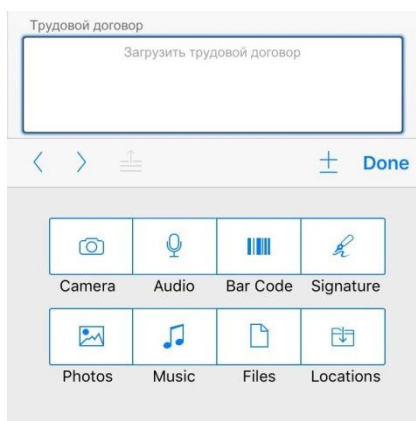 Трудовой договор
Загрузить трудовой договор
Done
Camera Audio Bar Code Signature
Photos Music Files Locations